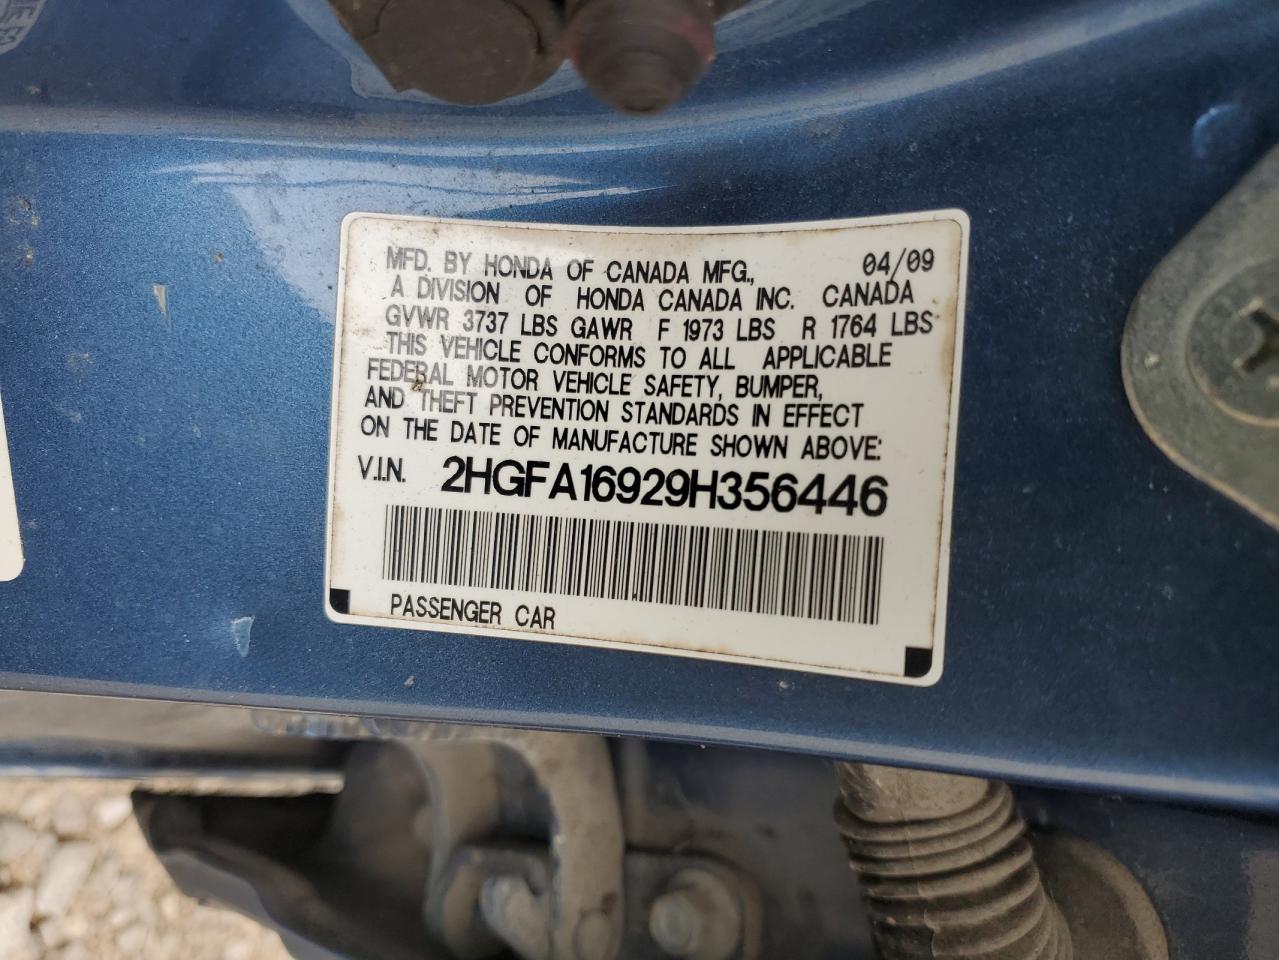 MFD. BY HONDA OF CANADA MFG., 04/09
A DIVISION OF HONDA CANADA INC. CANADA
GVWR 3737 LBS GAWR F 1973 LBS R 1764 LBS
THIS VEHICLE CONFORMS TO ALL APPLICABLE
FEDERAL MOTOR VEHICLE SAFETY, BUMPER,
AND THEFT PREVENTION STANDARDS IN EFFECT
ON THE DATE OF MANUFACTURE SHOWN ABOVE:
V.I.N. 2HGFA16929H356446
PASSENGER CAR